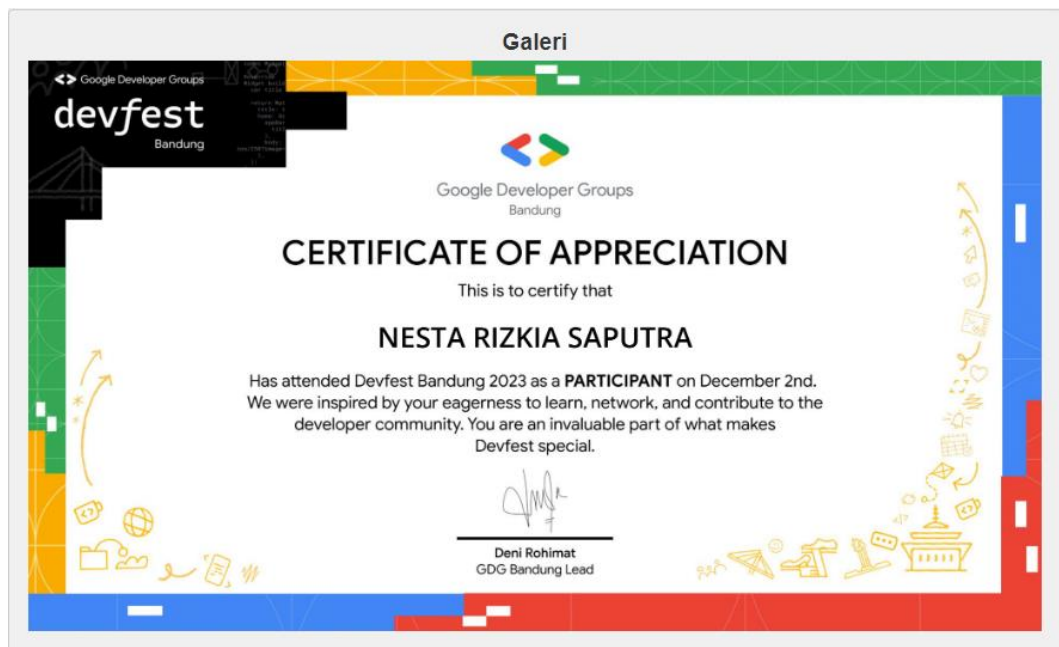 Galeri
Google Developer Groups
devfest
Bandung
Google Developer Groups
Bandung
CERTIFICATE OF APPRECIATION
This is to certify that
NESTA RIZKIA SAPUTRA
Has attended Devfest Bandung 2023 as a PARTICIPANT on December 2nd.
We were inspired by your eagerness to learn, network, and contribute to the
developer community. You are an invaluable part of what makes
Devfest special.
Deni Rohimat
GDG Bandung Lead